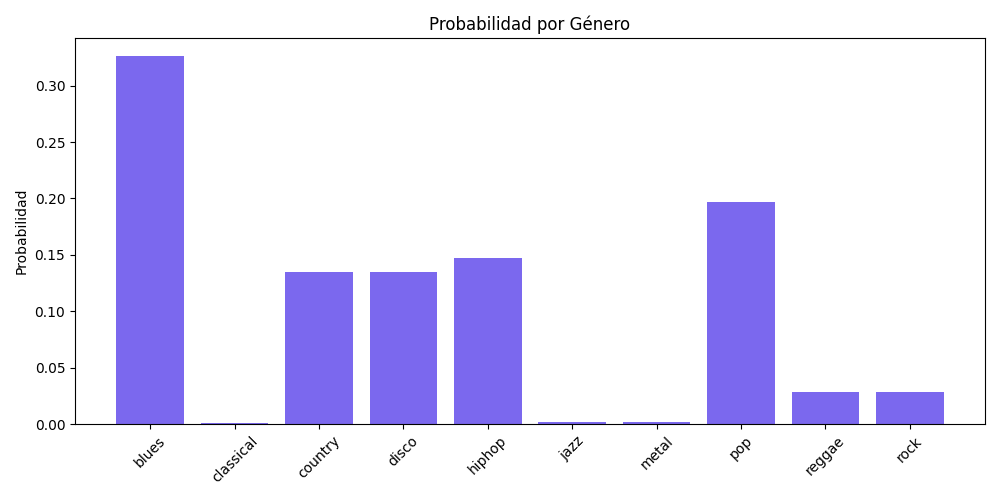 Probabilidad por Género
Probabilidad
0.30
0.25
0.20
0.15
0.10
0.05
0.00
blues
classical
country
disco
hiphop
jazz
metal
pop
reggae
rock